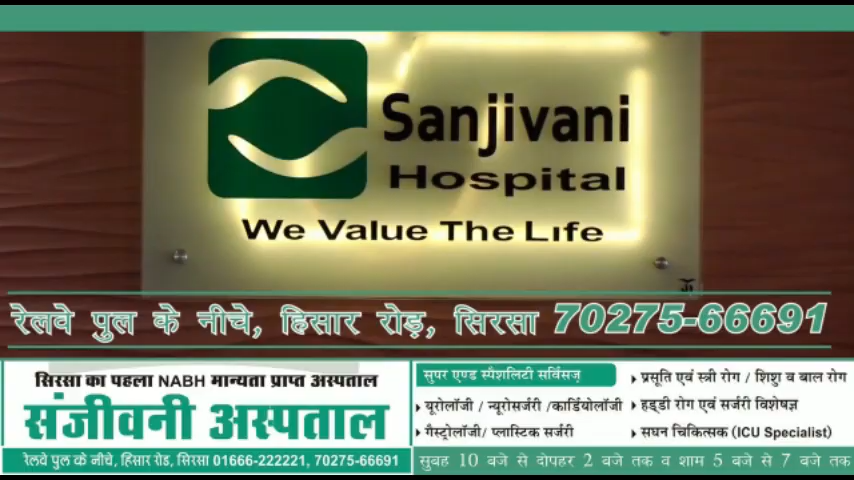 Sanjivani
Hospital
We Value The Life
रेलवे पुल के नीचे, हिसार रोड़, सिरसा 70275-66691
सिरसा का पहला NABH मान्यता प्राप्त अस्पताल
संजीवनी अस्पताल
रेलवे पुल के नीचे, हिसार रोड़, सिरसा 01666-222221, 70275-66691
सुपर एण्ड स्पैशलिटी सर्विसज़
यूरोलॉजी / न्यूरोसर्जरी /कार्डियोलॉजी
गैस्ट्रोलॉजी/ प्लास्टिक सर्जरी
प्रसूति एवं स्त्री रोग / शिशु व बाल रोग
हड्डी रोग एवं सर्जरी विशेषज्ञ
सघन चिकित्सक (ICU Specialist)
सुबह 10 बजे से दोपहर 2 बजे तक व शाम 5 बजे से 7 बजे तक